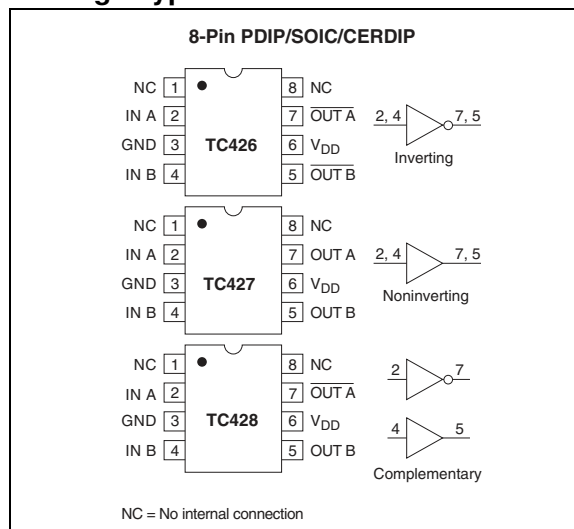 8-Pin PDIP/SOIC/CERDIP
NC 1 8 NC
IN A 2 7 OUT A 2, 4 7, 5
GND 3 TC426 6 VDD
Inverting
IN B 4 5 OUT B
NC 1 8 NC
IN A 2 7 OUT A 2, 4 7, 5
GND 3 TC427 6 VDD
Noninverting
IN B 4 5 OUT B
NC 1 8 NC 2 7
IN A 2 7 OUT A
GND 3 TC428 6 VDD 4 5
IN B 4 5 OUT B
Complementary
NC = No internal connection